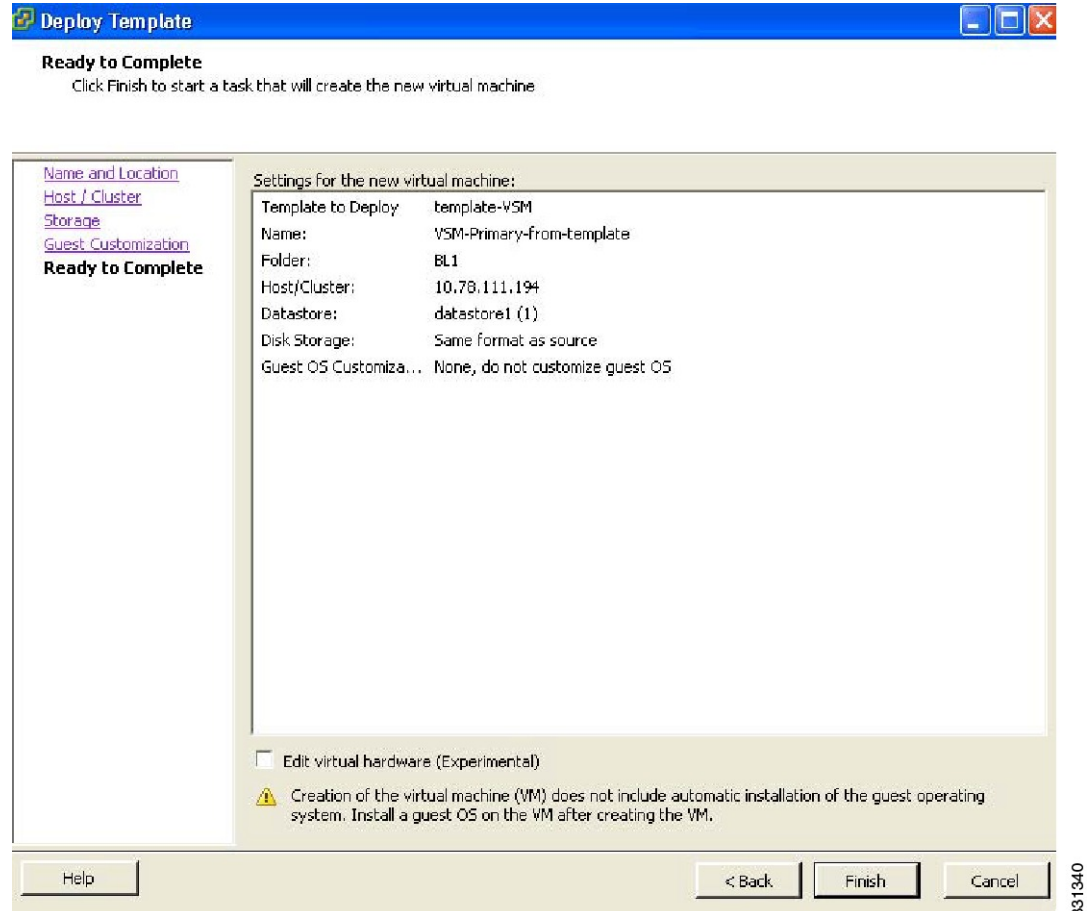 Deploy Template
Ready to Complete
Click Finish to start a task that will create the new virtual machine
Name and Location
Host / Cluster
Storage
Guest Customization
Ready to Complete
Settings for the new virtual machine:
Template to Deploy template-VSM
Name: VSM-Primary-from-template
Folder: BL1
Host/Cluster: 10.78.111.194
Datastore: datastore1 (1)
Disk Storage: Same format as source
Guest OS Customiza... None, do not customize guest OS
Edit virtual hardware (Experimental)
Creation of the virtual machine (VM) does not include automatic installation of the guest operating
system. Install a guest OS on the VM after creating the VM.
Help
< Back
Finish
Cancel
331340